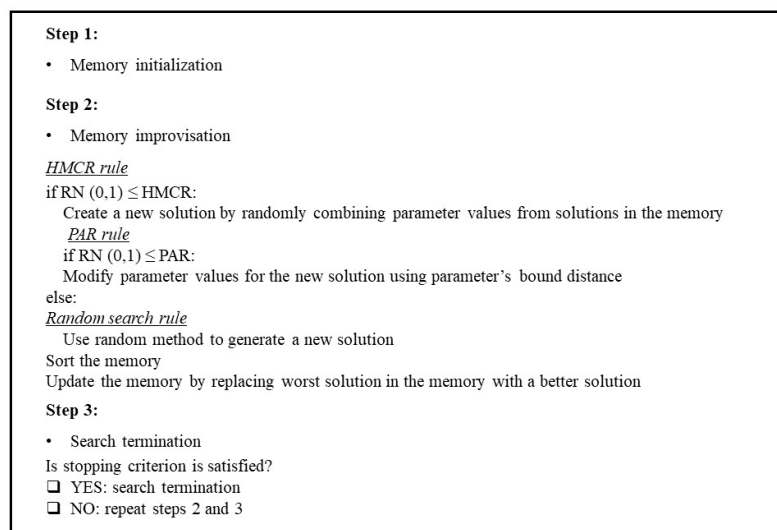 Step 1:
• Memory initialization
Step 2:
• Memory improvisation
HMCR rule
if RN (0,1) ≤ HMCR:
Create a new solution by randomly combining parameter values from solutions in the memory
PAR rule
if RN (0,1) ≤ PAR:
Modify parameter values for the new solution using parameter's bound distance
else:
Random search rule
Use random method to generate a new solution
Sort the memory
Update the memory by replacing worst solution in the memory with a better solution
Step 3:
• Search termination
Is stopping criterion is satisfied?
❑ YES: search termination
❑ NO: repeat steps 2 and 3